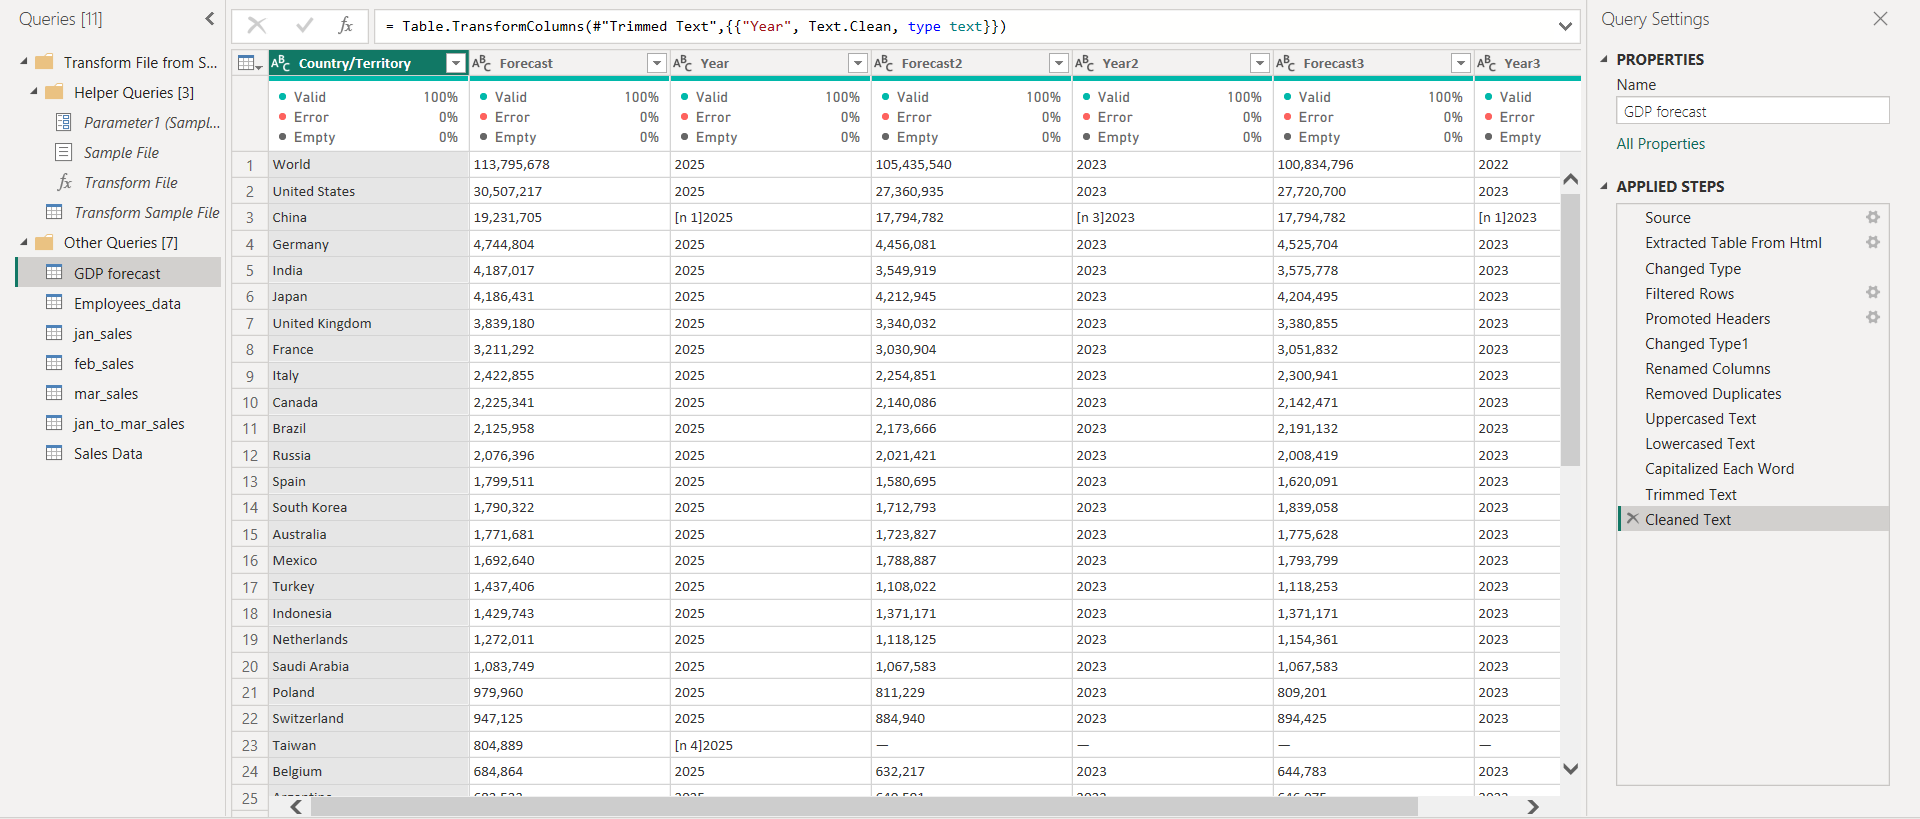 Queries [11]
Transform File from S...
Helper Queries [3]
Parameter1 (Sampl...
Sample File
fx Transform File
Transform Sample File
Other Queries [7]
GDP forecast
Employees_data
jan_sales
feb_sales
mar_sales
jan_to_mar_sales
Sales Data
fx = Table.TransformColumns(#"Trimmed Text",{{"Year", Text.Clean, type text}})
ABC Country/Territory ABC Forecast ABC Year ABC Forecast2 ABC Year2 ABC Forecast3 ABC Year3
Valid 100% Valid 100% Valid 100% Valid 100% Valid 100% Valid 100% Valid
Error 0% Error 0% Error 0% Error 0% Error 0% Error 0% Error
Empty 0% Empty 0% Empty 0% Empty 0% Empty 0% Empty 0% Empty
1 World 113,795,678 2025 105,435,540 2023 100,834,796 2022
2 United States 30,507,217 2025 27,360,935 2023 27,720,700 2023
3 China 19,231,705 [n 1]2025 17,794,782 [n 3]2023 17,794,782 [n 1]2023
4 Germany 4,744,804 2025 4,456,081 2023 4,525,704 2023
5 India 4,187,017 2025 3,549,919 2023 3,575,778 2023
6 Japan 4,186,431 2025 4,212,945 2023 4,204,495 2023
7 United Kingdom 3,839,180 2025 3,340,032 2023 3,380,855 2023
8 France 3,211,292 2025 3,030,904 2023 3,051,832 2023
9 Italy 2,422,855 2025 2,254,851 2023 2,300,941 2023
10 Canada 2,225,341 2025 2,140,086 2023 2,142,471 2023
11 Brazil 2,125,958 2025 2,173,666 2023 2,191,132 2023
12 Russia 2,076,396 2025 2,021,421 2023 2,008,419 2023
13 Spain 1,799,511 2025 1,580,695 2023 1,620,091 2023
14 South Korea 1,790,322 2025 1,712,793 2023 1,839,058 2023
15 Australia 1,771,681 2025 1,723,827 2023 1,775,628 2023
16 Mexico 1,692,640 2025 1,788,887 2023 1,793,799 2023
17 Turkey 1,437,406 2025 1,108,022 2023 1,118,253 2023
18 Indonesia 1,429,743 2025 1,371,171 2023 1,371,171 2023
19 Netherlands 1,272,011 2025 1,118,125 2023 1,154,361 2023
20 Saudi Arabia 1,083,749 2025 1,067,583 2023 1,067,583 2023
21 Poland 979,960 2025 811,229 2023 809,201 2023
22 Switzerland 947,125 2025 884,940 2023 894,425 2023
23 Taiwan 804,889 [n 4]2025 — — — —
24 Belgium 684,864 2025 632,217 2023 644,783 2023
25
Query Settings
PROPERTIES
Name
GDP forecast
All Properties
APPLIED STEPS
Source
Extracted Table From Html
Changed Type
Filtered Rows
Promoted Headers
Changed Type1
Renamed Columns
Removed Duplicates
Uppercased Text
Lowercased Text
Capitalized Each Word
Trimmed Text
Cleaned Text